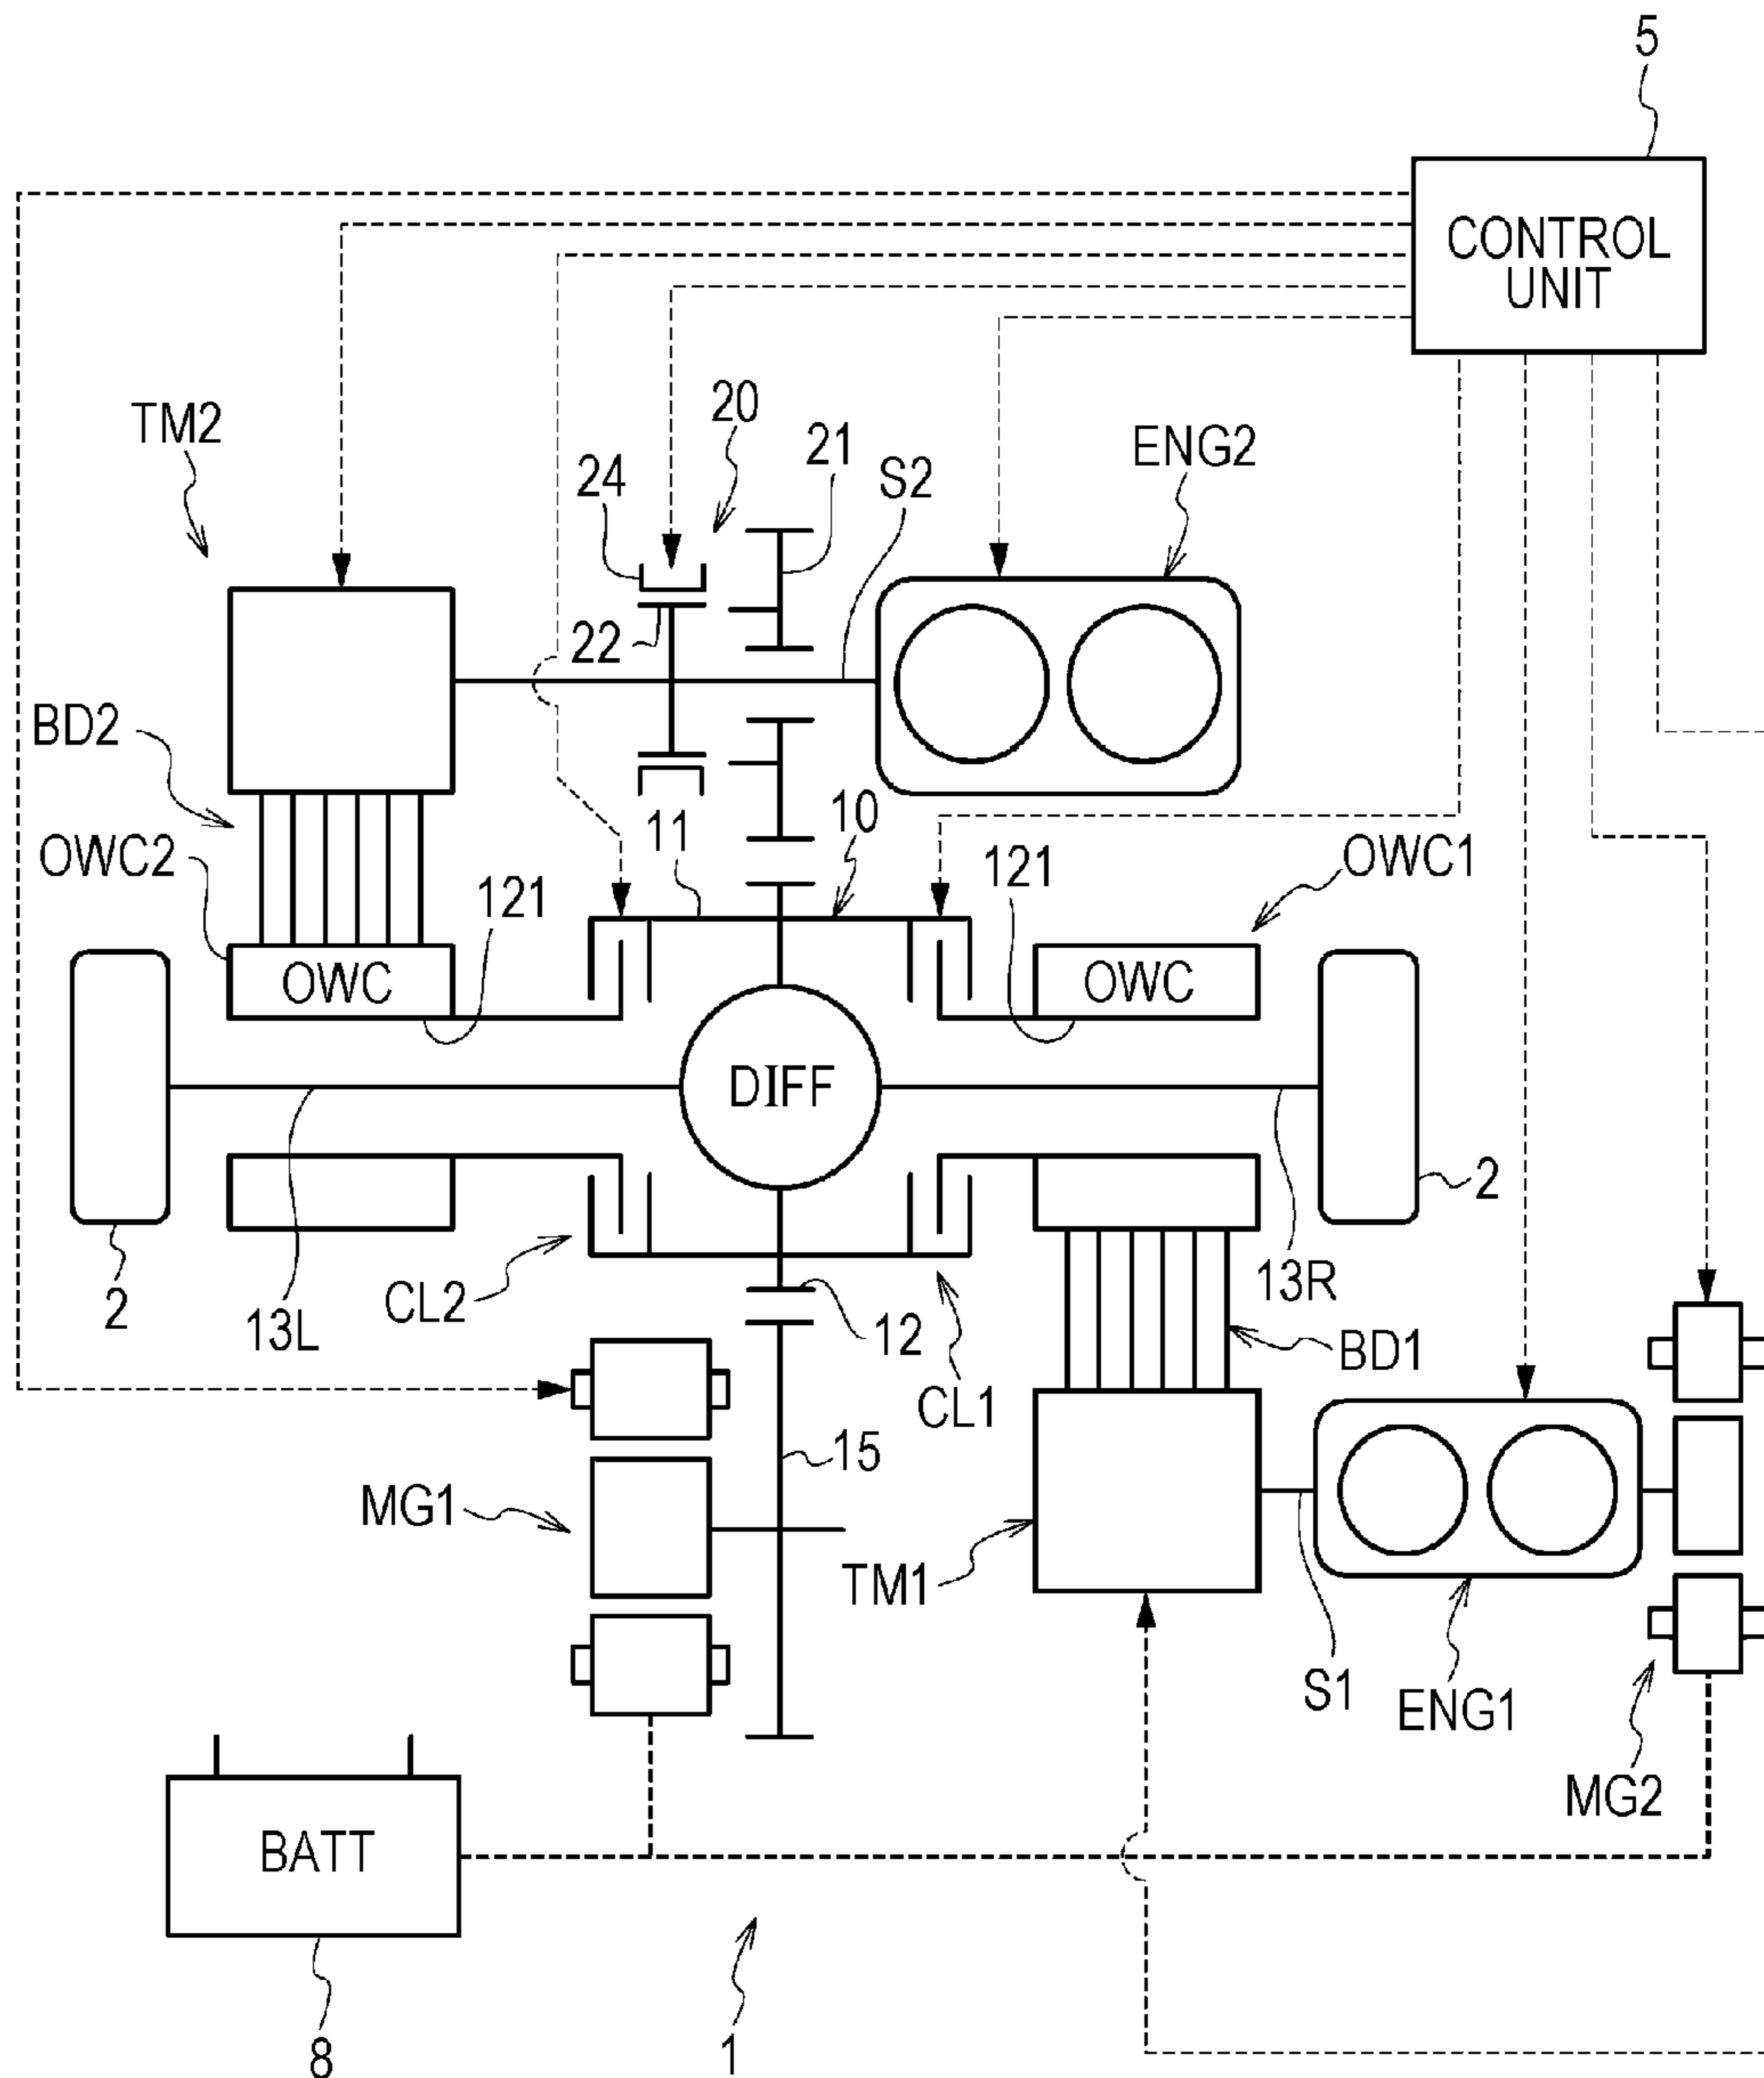 5
CONTROL
UNIT
TM2
20
24
21
S2
ENG2
22
BD2
11
10
OWC2
121
121
OWC1
OWC
OWC
DIFF
2
2
13L
CL2
12
13R
BD1
CL1
15
MG1
TM1
S1
ENG1
MG2
BATT
8
1